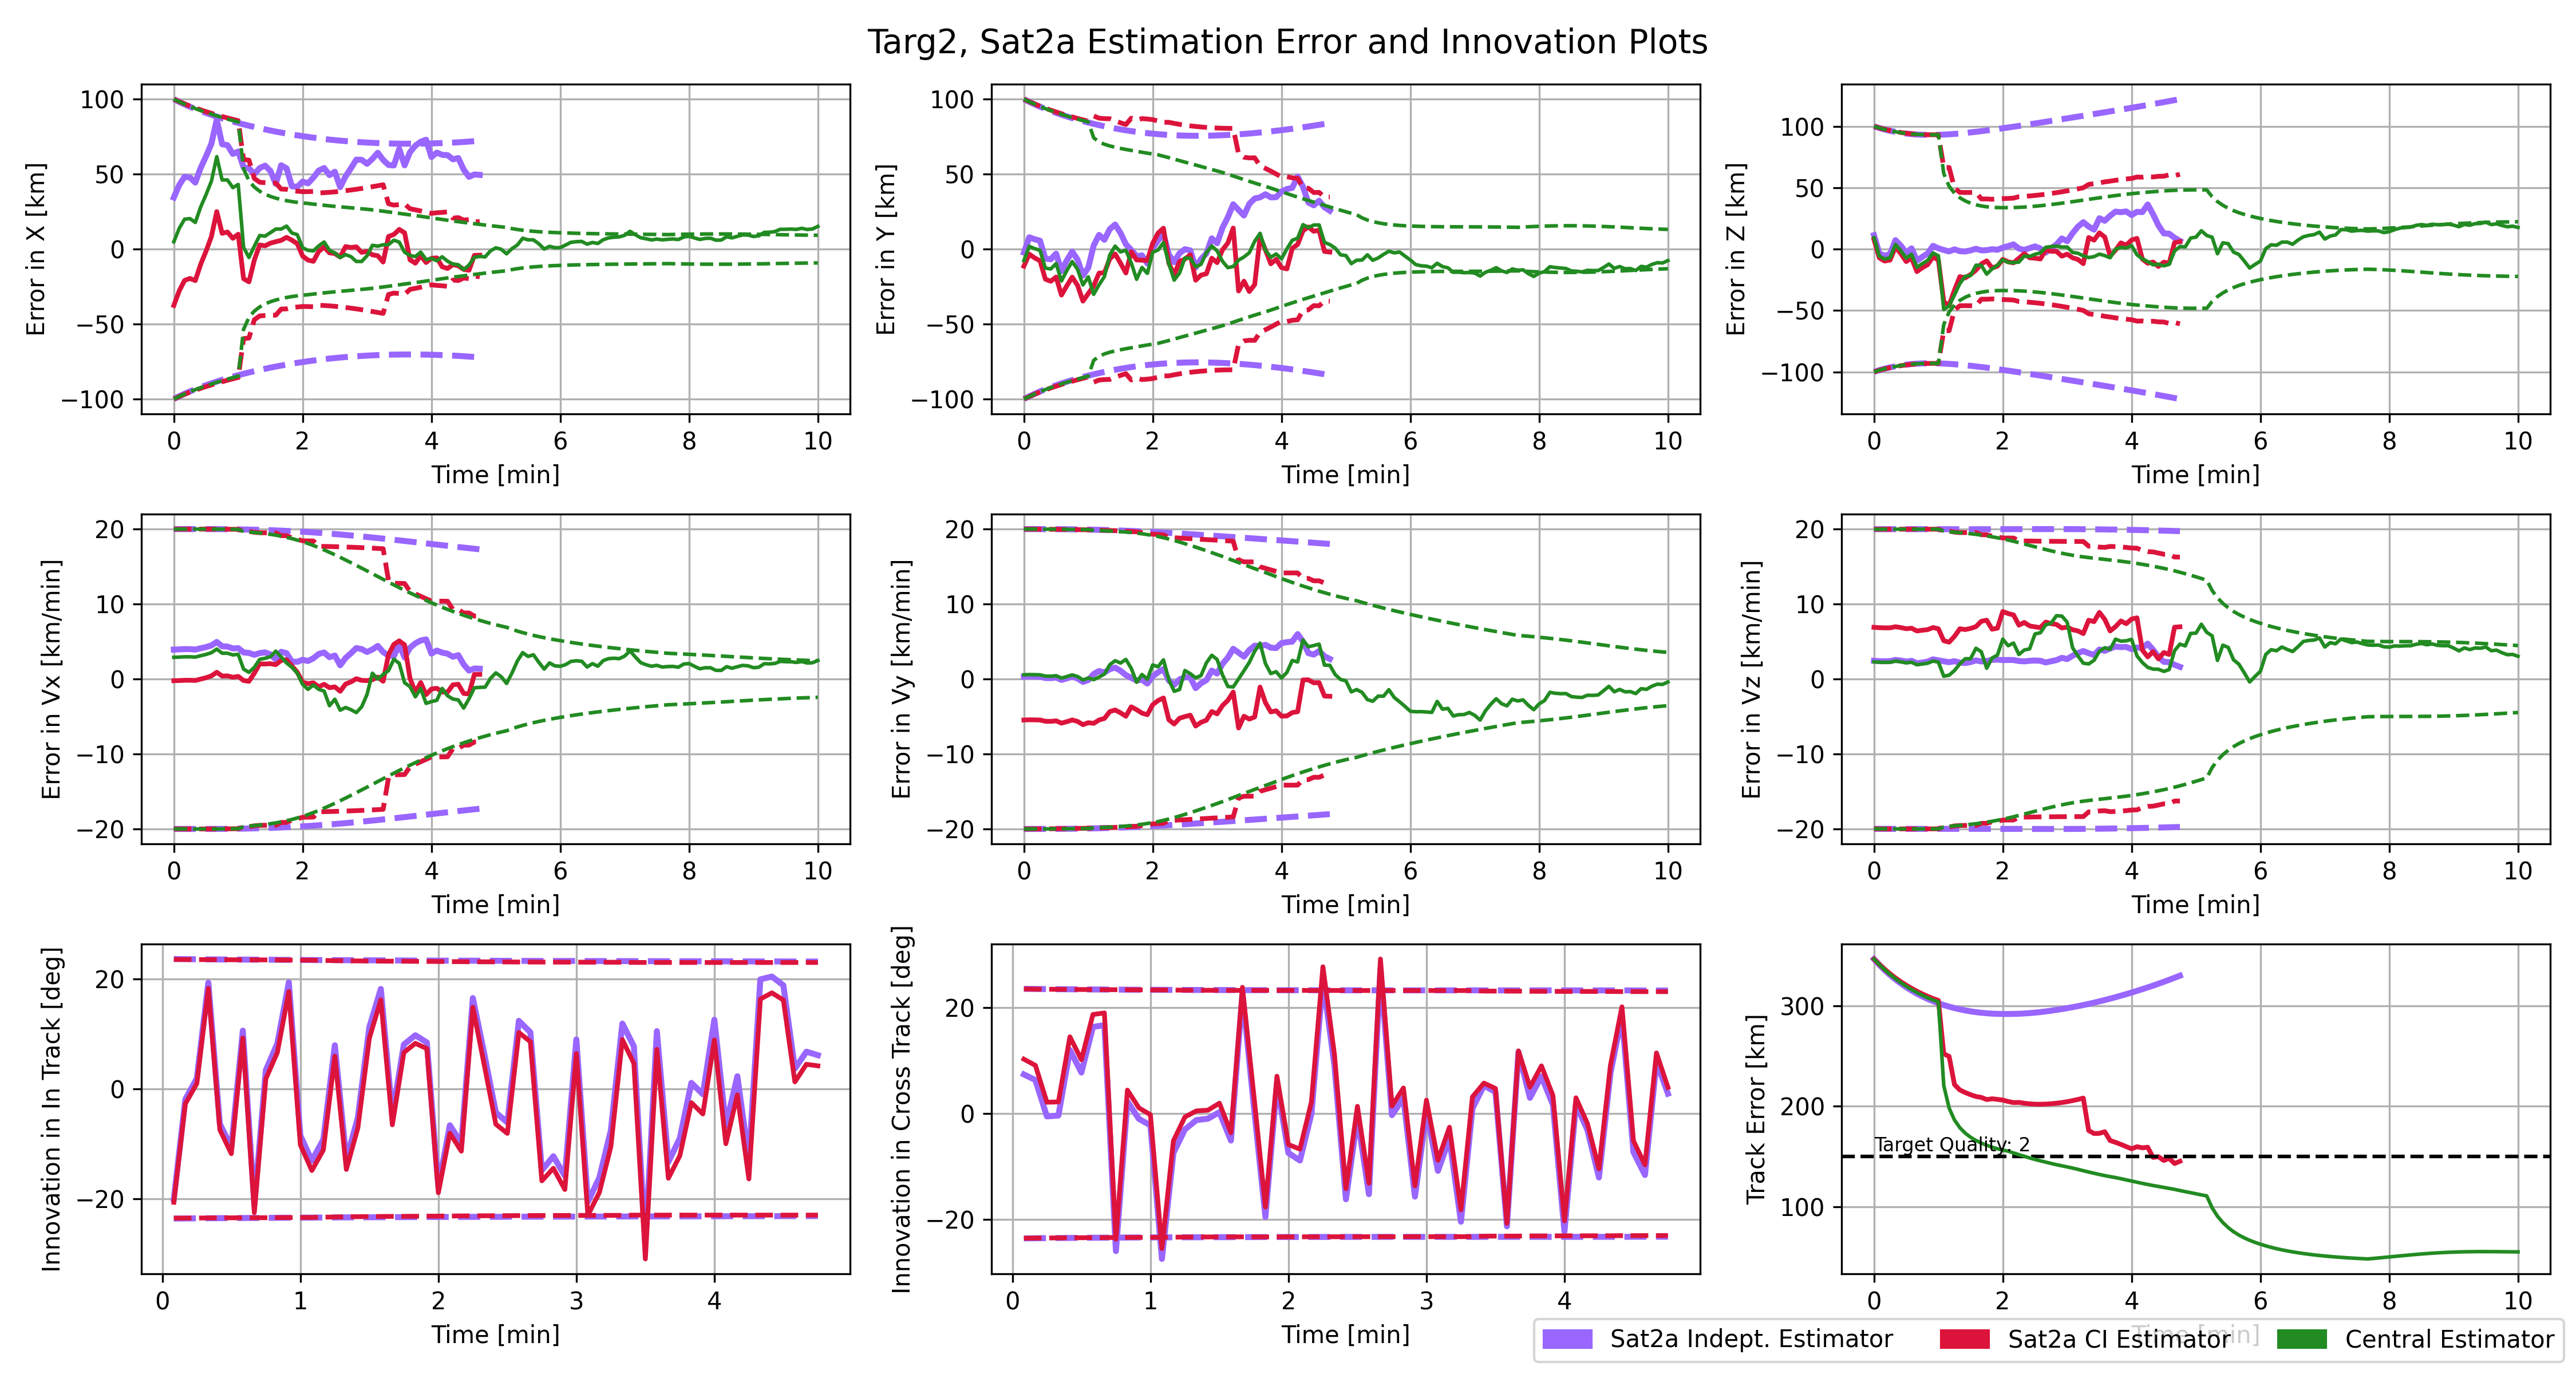 Targ2, Sat2a Estimation Error and Innovation Plots
Error in X [km]
100
50
0
−50
−100
0 2 4 6 8 10
Time [min]
Error in Y [km]
100
50
0
−50
−100
0 2 4 6 8 10
Time [min]
Error in Z [km]
100
50
0
−50
−100
0 2 4 6 8 10
Time [min]
Error in Vx [km/min]
20
10
0
−10
−20
0 2 4 6 8 10
Time [min]
Error in Vy [km/min]
20
10
0
−10
−20
0 2 4 6 8 10
Time [min]
Error in Vz [km/min]
20
10
0
−10
−20
0 2 4 6 8 10
Time [min]
Innovation in In Track [deg]
20
0
−20
0 1 2 3 4
Time [min]
Innovation in Cross Track [deg]
20
0
−20
0 1 2 3 4
Time [min]
Track Error [km]
300
200
100
Target Quality: 2
0 2 4 6 8 10
Time [min]
Sat2a Indept. Estimator
Sat2a CI Estimator
Central Estimator